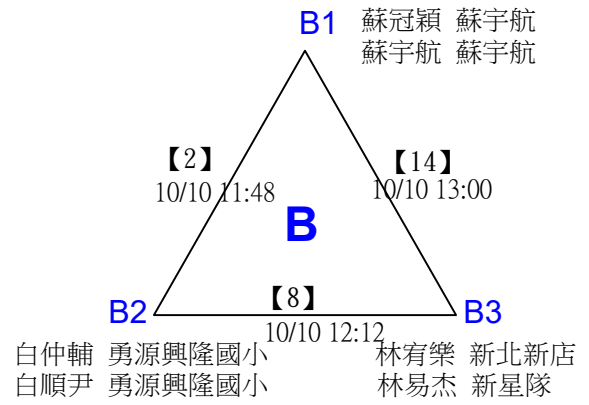 B1 蘇冠穎 蘇宇航
蘇宇航 蘇宇航
【2】
10/10 11:48
【14】
10/10 13:00
B
B2
【8】
10/10 12:12
B3
白仲輔 勇源興隆國小
白順尹 勇源興隆國小
林宥樂 新北新店
林易杰 新星隊